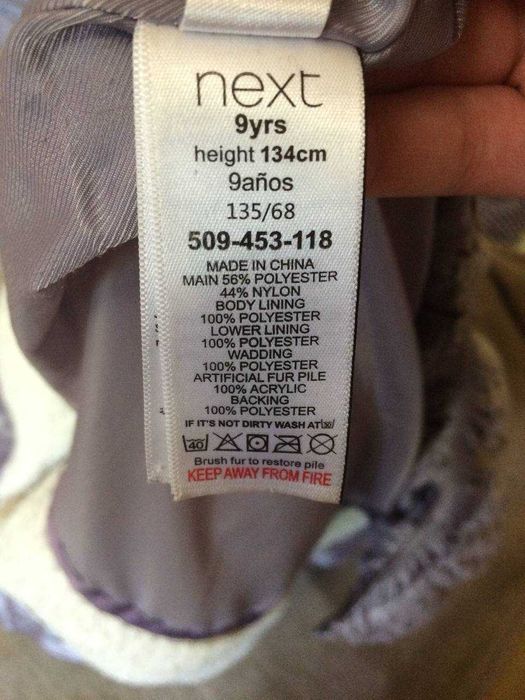 next
9yrs
height 134cm
9años
135/68
509-453-118
MADE IN CHINA
MAIN 56% POLYESTER
44% NYLON
BODY LINING
100% POLYESTER
LOWER LINING
100% POLYESTER
WADDING
100% POLYESTER
ARTIFICIAL FUR PILE
100% ACRYLIC
BACKING
100% POLYESTER
IF IT'S NOT DIRTY WASH AT 30
40
Brush fur to restore pile
KEEP AWAY FROM FIRE